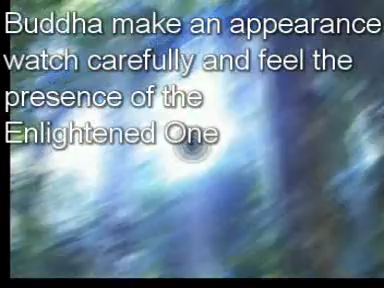 Buddha make an appearance
watch carefully and feel the
presence of the
Enlightened One